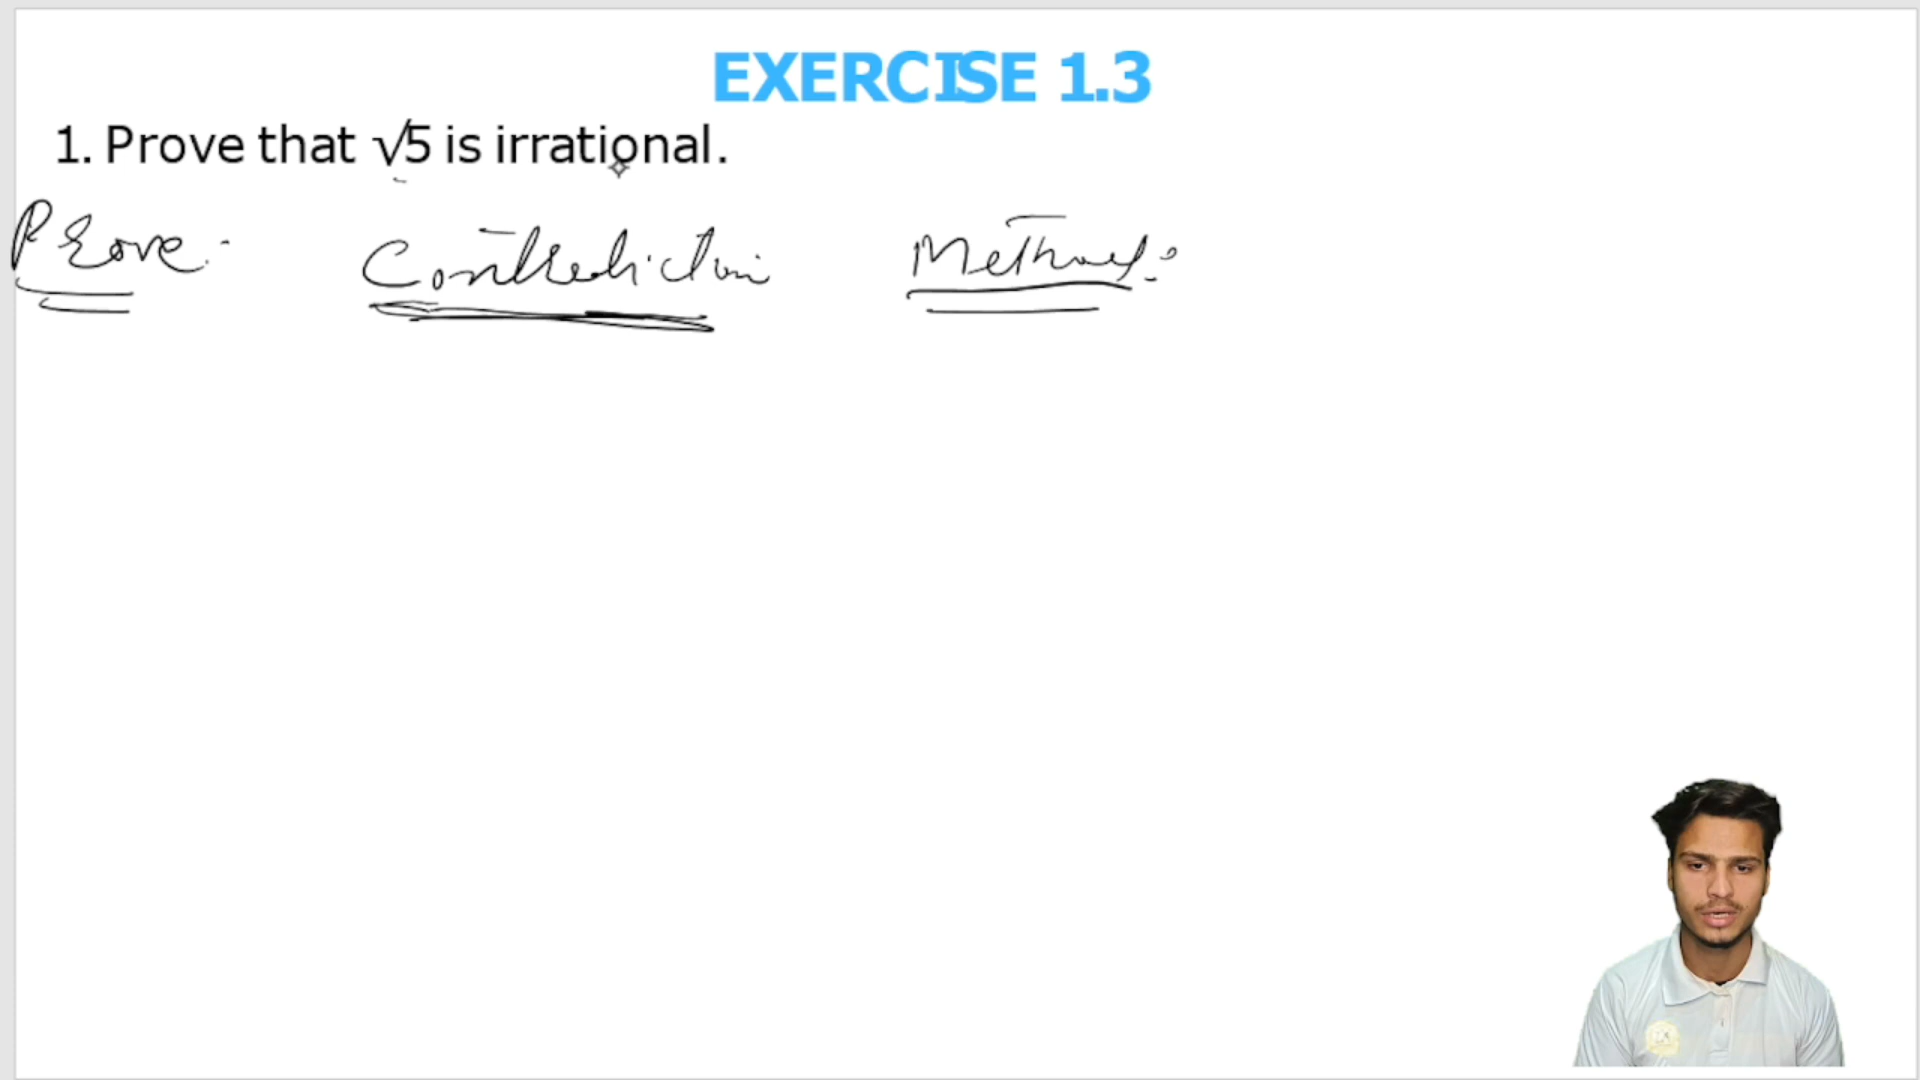 EXERCISE 1.3
1. Prove that √5 is irrational.
Prove:- Contradiction Method:-